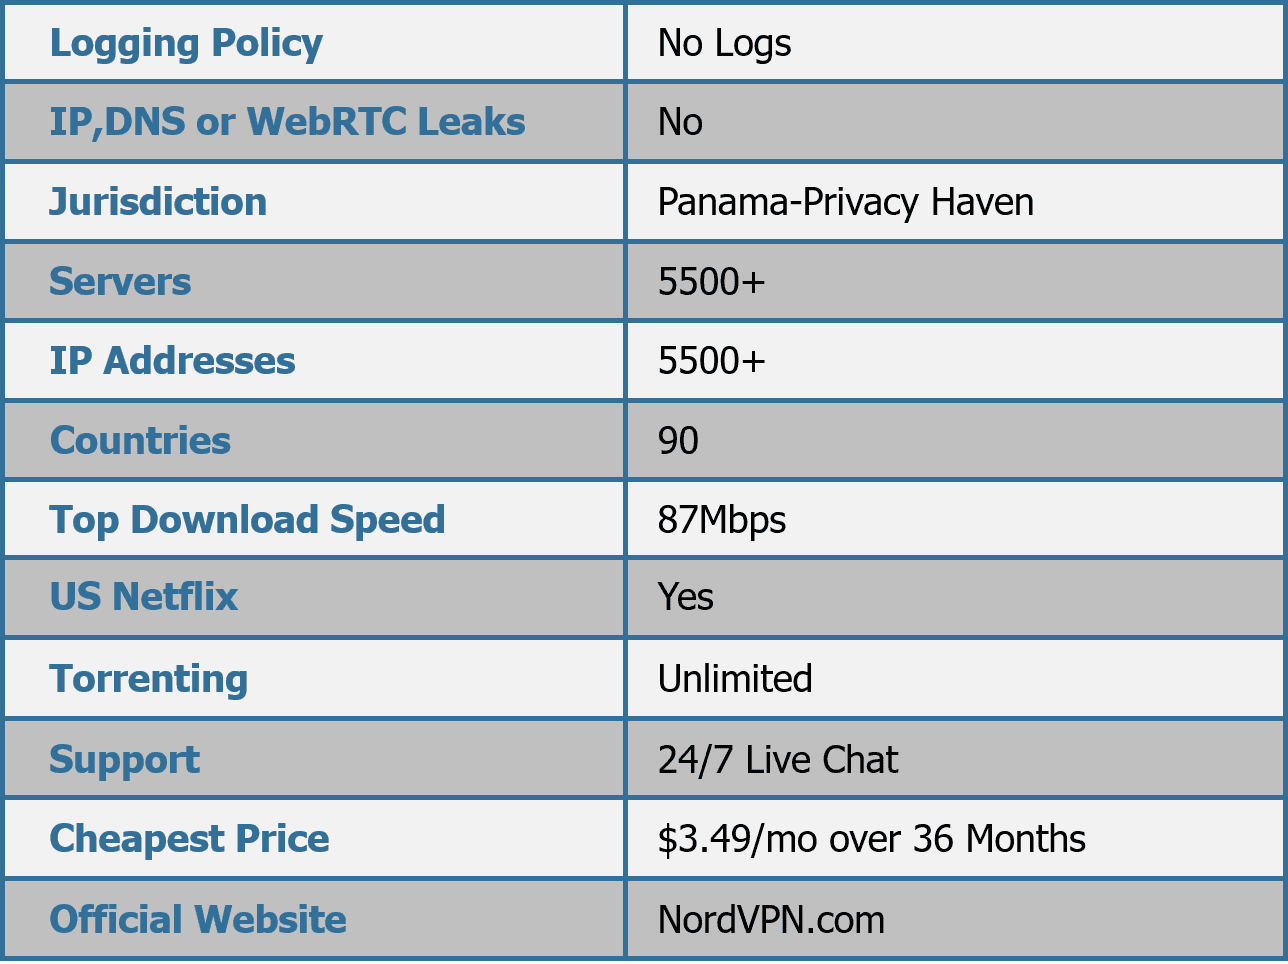 Logging Policy No Logs
IP,DNS or WebRTC Leaks No
Jurisdiction Panama-Privacy Haven
Servers 5500+
IP Addresses 5500+
Countries 90
Top Download Speed 87Mbps
US Netflix Yes
Torrenting Unlimited
Support 24/7 Live Chat
Cheapest Price $3.49/mo over 36 Months
Official Website NordVPN.com